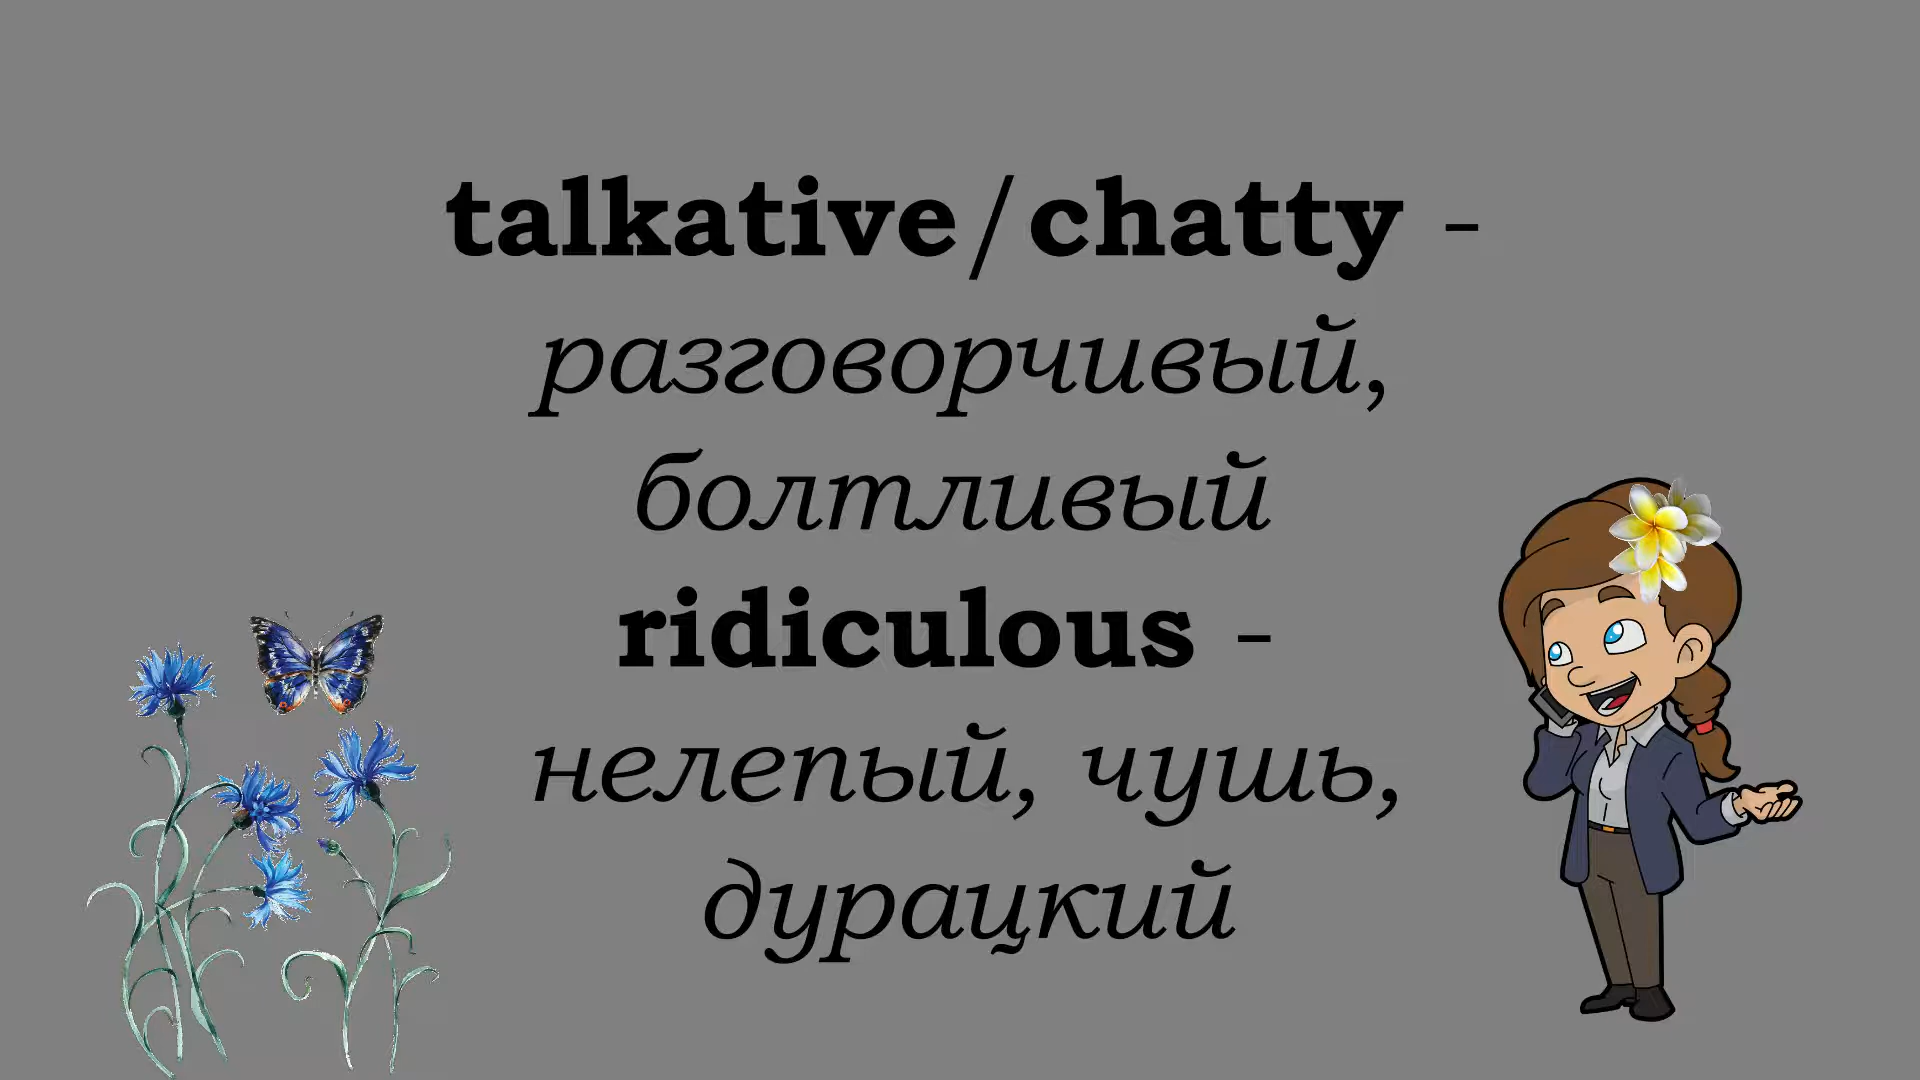 talkative/chatty -
разговорчивый,
болтливый
ridiculous -
нелепый, чушь,
дурацкий